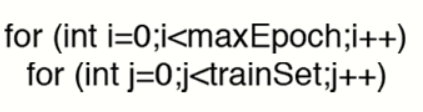 for (int i=0;i<maxEpoch;i++)
for (int j=0;j<trainSet;j++)